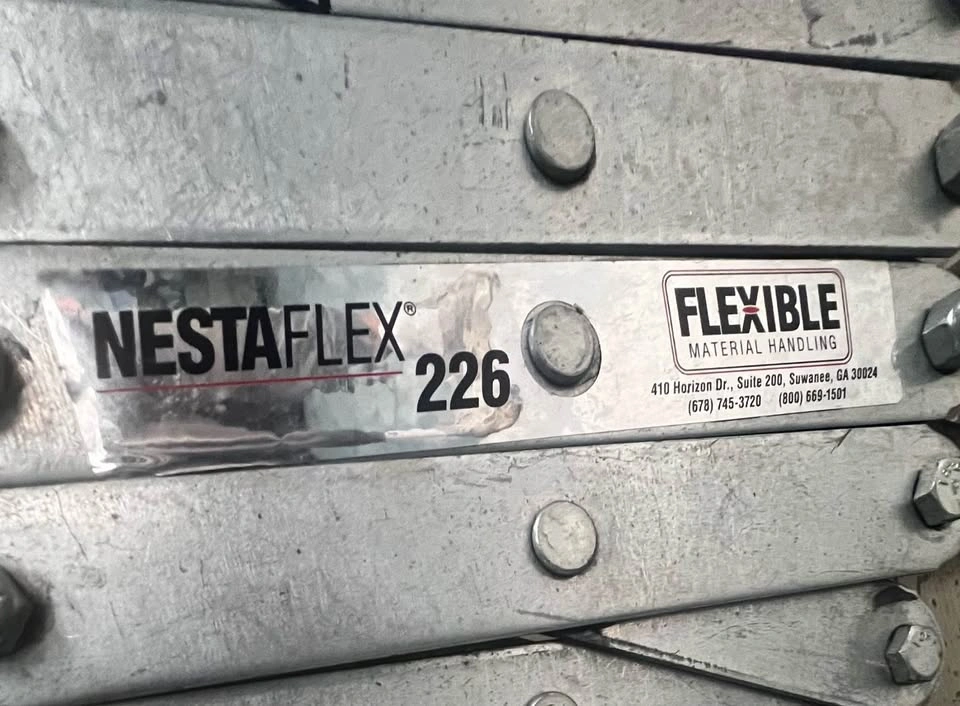 NESTAFLEX®
226
FLEXIBLE
MATERIAL HANDLING
410 Horizon Dr., Suite 200, Suwanee, GA 30024
(678) 745-3720 (800) 669-1501